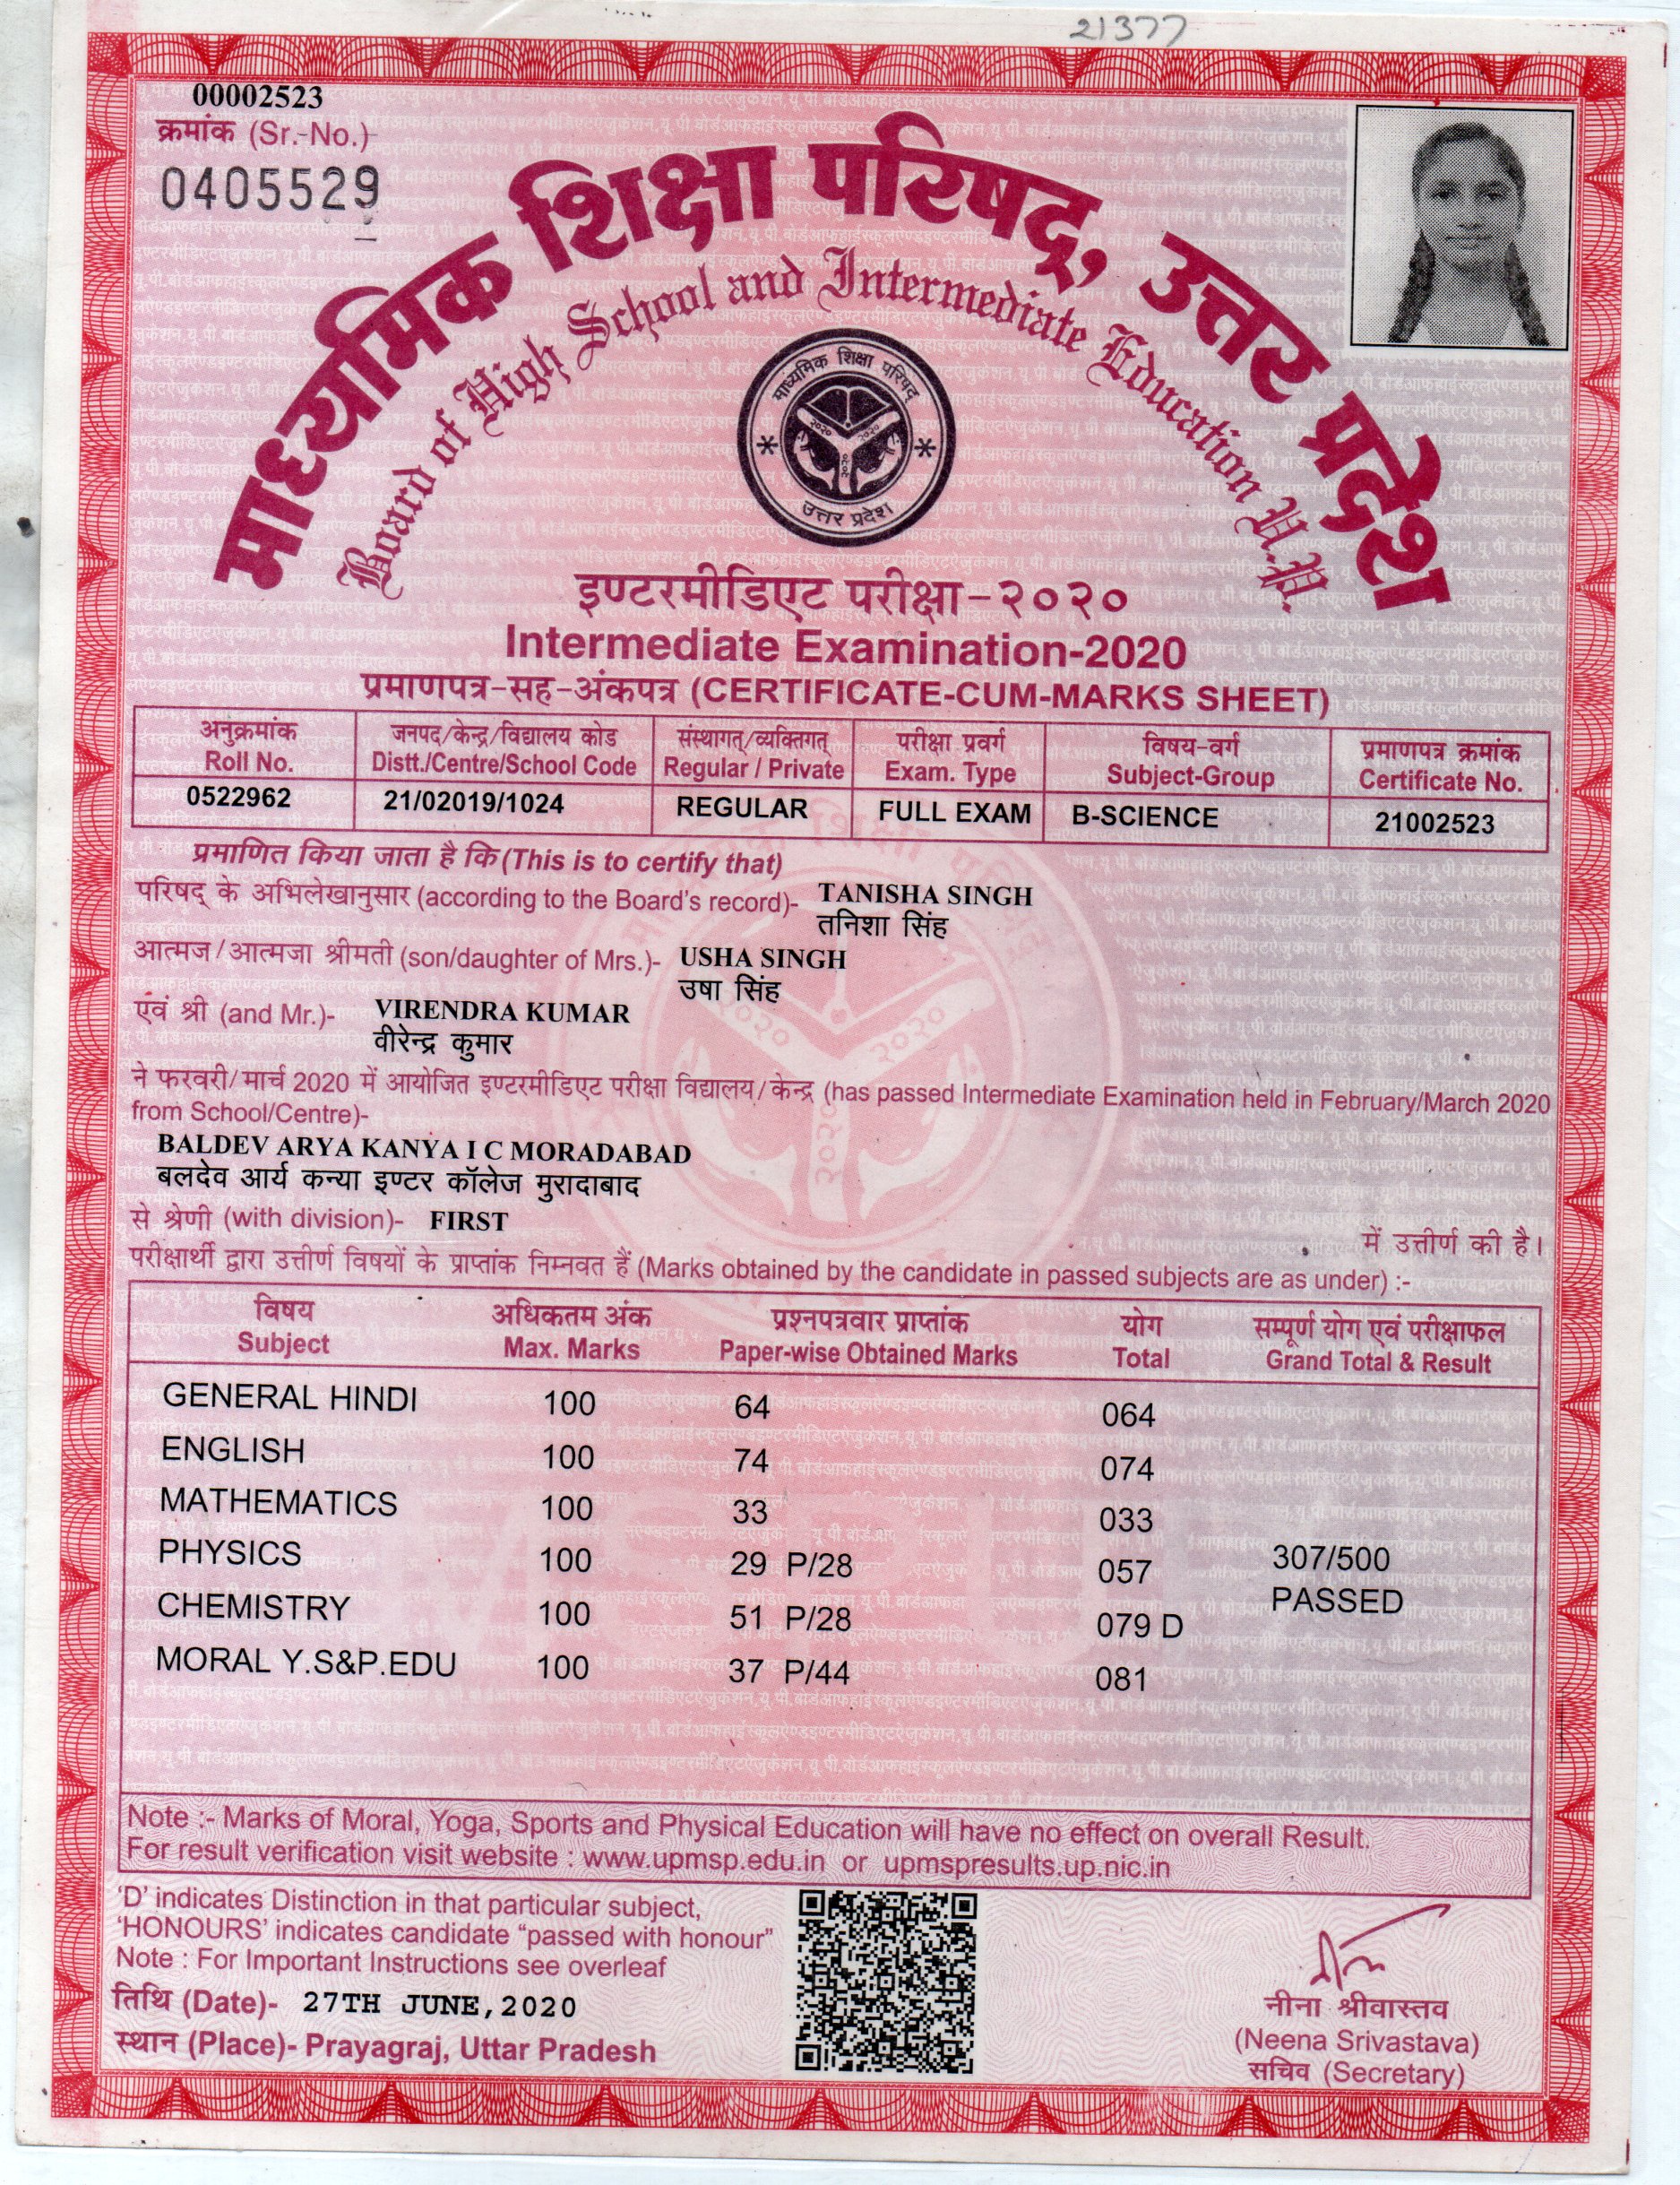 21377
00002523
क्रमांक (Sr.-No.)
0405529
माध्यमिक शिक्षा परिषद्, उत्तर प्रदेश
Board of High School and Intermediate Education U.P.
माध्यमिक शिक्षा परिषद
२०२० २०२०
२०२०
उत्तर प्रदेश
इण्टरमीडिएट परीक्षा-२०२०
Intermediate Examination-2020
प्रमाणपत्र-सह-अंकपत्र (CERTIFICATE-CUM-MARKS SHEET)
अनुक्रमांक जनपद/केन्द्र/विद्यालय कोड संस्थागत्/व्यक्तिगत् परीक्षा प्रवर्ग विषय-वर्ग प्रमाणपत्र क्रमांक
Roll No. Distt./Centre/School Code Regular / Private Exam. Type Subject-Group Certificate No.
0522962 21/02019/1024 REGULAR FULL EXAM B-SCIENCE 21002523
प्रमाणित किया जाता है कि (This is to certify that)
परिषद् के अभिलेखानुसार (according to the Board's record)- TANISHA SINGH
तनिशा सिंह
आत्मज/आत्मजा श्रीमती (son/daughter of Mrs.)- USHA SINGH
उषा सिंह
एवं श्री (and Mr.)- VIRENDRA KUMAR
वीरेन्द्र कुमार
ने फरवरी/मार्च 2020 में आयोजित इण्टरमीडिएट परीक्षा विद्यालय/केन्द्र (has passed Intermediate Examination held in February/March 2020
from School/Centre)-
BALDEV ARYA KANYA I C MORADABAD
बलदेव आर्य कन्या इण्टर कॉलेज मुरादाबाद
से श्रेणी (with division)- FIRST में उत्तीर्ण की है।
परीक्षार्थी द्वारा उत्तीर्ण विषयों के प्राप्तांक निम्नवत हैं (Marks obtained by the candidate in passed subjects are as under) :-
विषय अधिकतम अंक प्रश्नपत्रवार प्राप्तांक योग सम्पूर्ण योग एवं परीक्षाफल
Subject Max. Marks Paper-wise Obtained Marks Total Grand Total & Result
GENERAL HINDI 100 64 064
ENGLISH 100 74 074
MATHEMATICS 100 33 033
PHYSICS 100 29 P/28 057 307/500
CHEMISTRY 100 51 P/28 079 D PASSED
MORAL Y.S&P.EDU 100 37 P/44 081
Note :- Marks of Moral, Yoga, Sports and Physical Education will have no effect on overall Result.
For result verification visit website : www.upmsp.edu.in or upmspresults.up.nic.in
'D' indicates Distinction in that particular subject,
'HONOURS' indicates candidate "passed with honour"
Note : For Important Instructions see overleaf
तिथि (Date)- 27TH JUNE,2020
स्थान (Place)- Prayagraj, Uttar Pradesh
नीना श्रीवास्तव
(Neena Srivastava)
सचिव (Secretary)